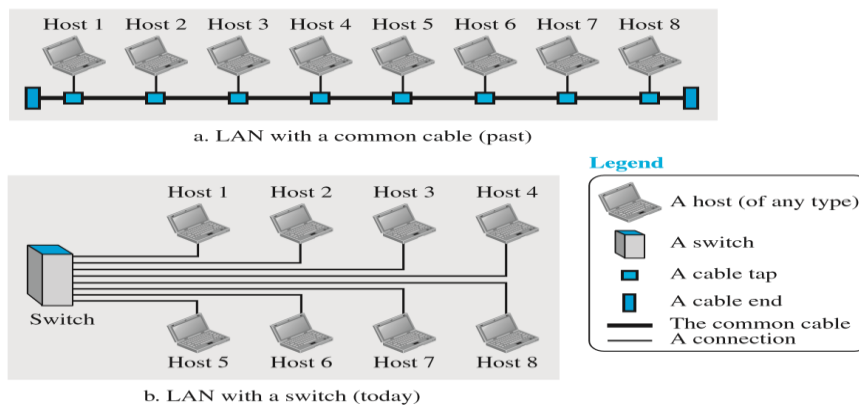 Host 1 Host 2 Host 3 Host 4 Host 5 Host 6 Host 7 Host 8
a. LAN with a common cable (past)
Host 1 Host 2 Host 3 Host 4
Switch
Host 5 Host 6 Host 7 Host 8
b. LAN with a switch (today)
Legend
A host (of any type)
A switch
A cable tap
A cable end
The common cable
A connection